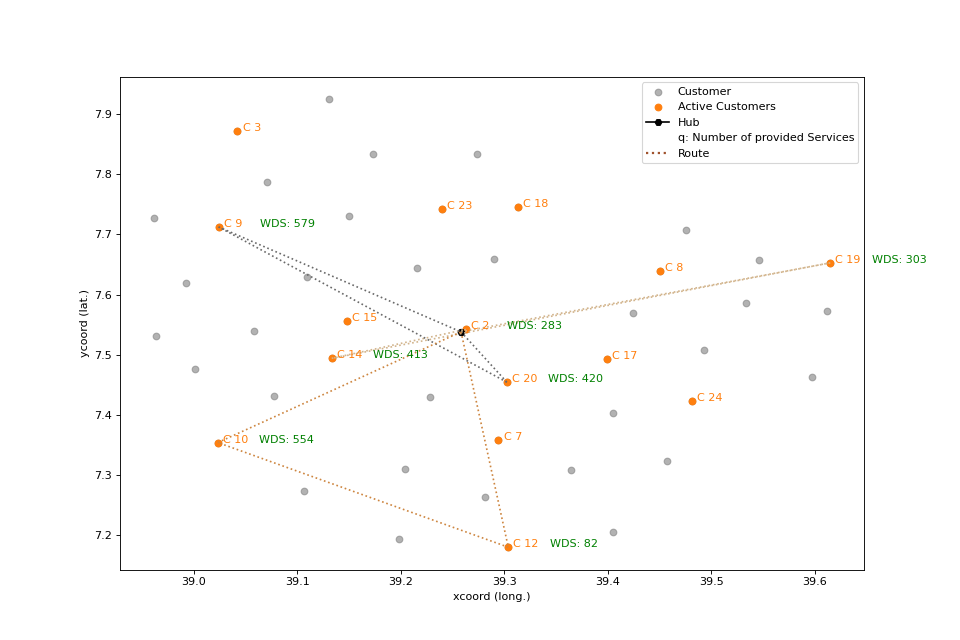 Customer
Active Customers
Hub
q: Number of provided Services
Route
7.9
7.8
7.7
7.6
7.5
7.4
7.3
7.2
ycoord (lat.)
C 3
C 23
C 18
C 9 WDS: 579
C 8
C 19 WDS: 303
C 15
C 2 WDS: 283
C 14 WDS: 413
C 17
C 20 WDS: 420
C 24
C 10 WDS: 554
C 7
C 12 WDS: 82
39.0 39.1 39.2 39.3 39.4 39.5 39.6
xcoord (long.)